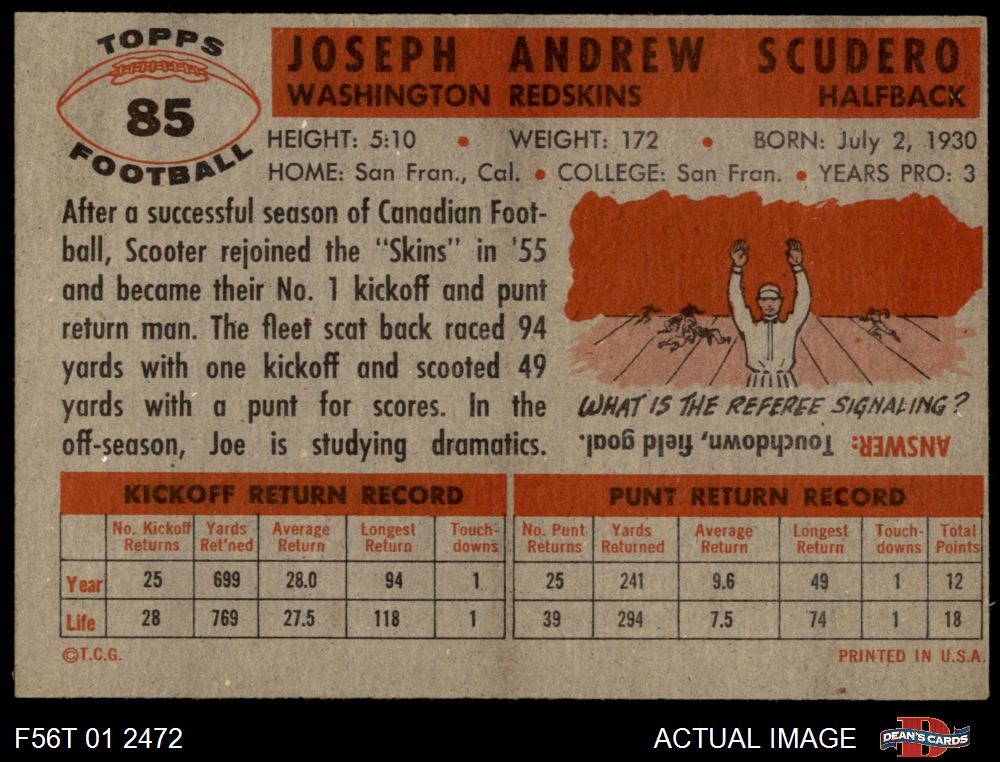 TOPPS
85
FOOTBALL
JOSEPH ANDREW SCUDERO
WASHINGTON REDSKINS HALFBACK
HEIGHT: 5:10 • WEIGHT: 172 • BORN: July 2, 1930
HOME: San Fran., Cal. • COLLEGE: San Fran. • YEARS PRO: 3
After a successful season of Canadian Foot-
ball, Scooter rejoined the "Skins" in '55
and became their No. 1 kickoff and punt
return man. The fleet scat back raced 94
yards with one kickoff and scooted 49
yards with a punt for scores. In the
off-season, Joe is studying dramatics.
WHAT IS THE REFEREE SIGNALING?
ANSWER: Touchdown, field goal.
KICKOFF RETURN RECORD
No. Kickoff Returns Yards Ret'ned Average Return Longest Return Touch-downs
Year 25 699 28.0 94 1
Life 28 769 27.5 118 1
PUNT RETURN RECORD
No. Punt Returns Yards Returned Average Return Longest Return Touch-downs Total Points
25 241 9.6 49 1 12
39 294 7.5 74 1 18
©T.C.G. PRINTED IN U.S.A.
F56T 01 2472 ACTUAL IMAGE
D
DEAN'S CARDS